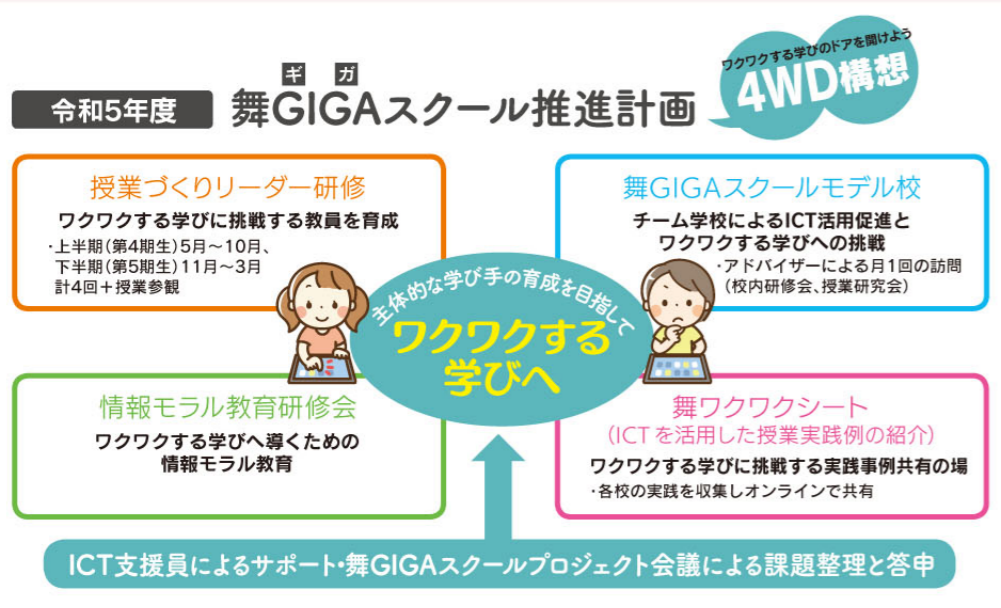 令和5年度
舞GIGAスクール推進計画
ギ ガ
ワクワクする学びのドアを開けよう
4WD構想
授業づくりリーダー研修
ワクワクする学びに挑戦する教員を育成
・上半期(第4期生)5月〜10月、
下半期(第5期生)11月〜3月
計4回+授業参観
舞GIGAスクールモデル校
チーム学校によるICT活用促進と
ワクワクする学びへの挑戦
・アドバイザーによる月1回の訪問
(校内研修会、授業研究会)
主体的な学び手の育成を目指して
ワクワクする
学びへ
情報モラル教育研修会
ワクワクする学びへ導くための
情報モラル教育
舞ワクワクシート
(ICTを活用した授業実践例の紹介)
ワクワクする学びに挑戦する実践事例共有の場
・各校の実践を収集しオンラインで共有
ICT支援員によるサポート・舞GIGAスクールプロジェクト会議による課題整理と答申